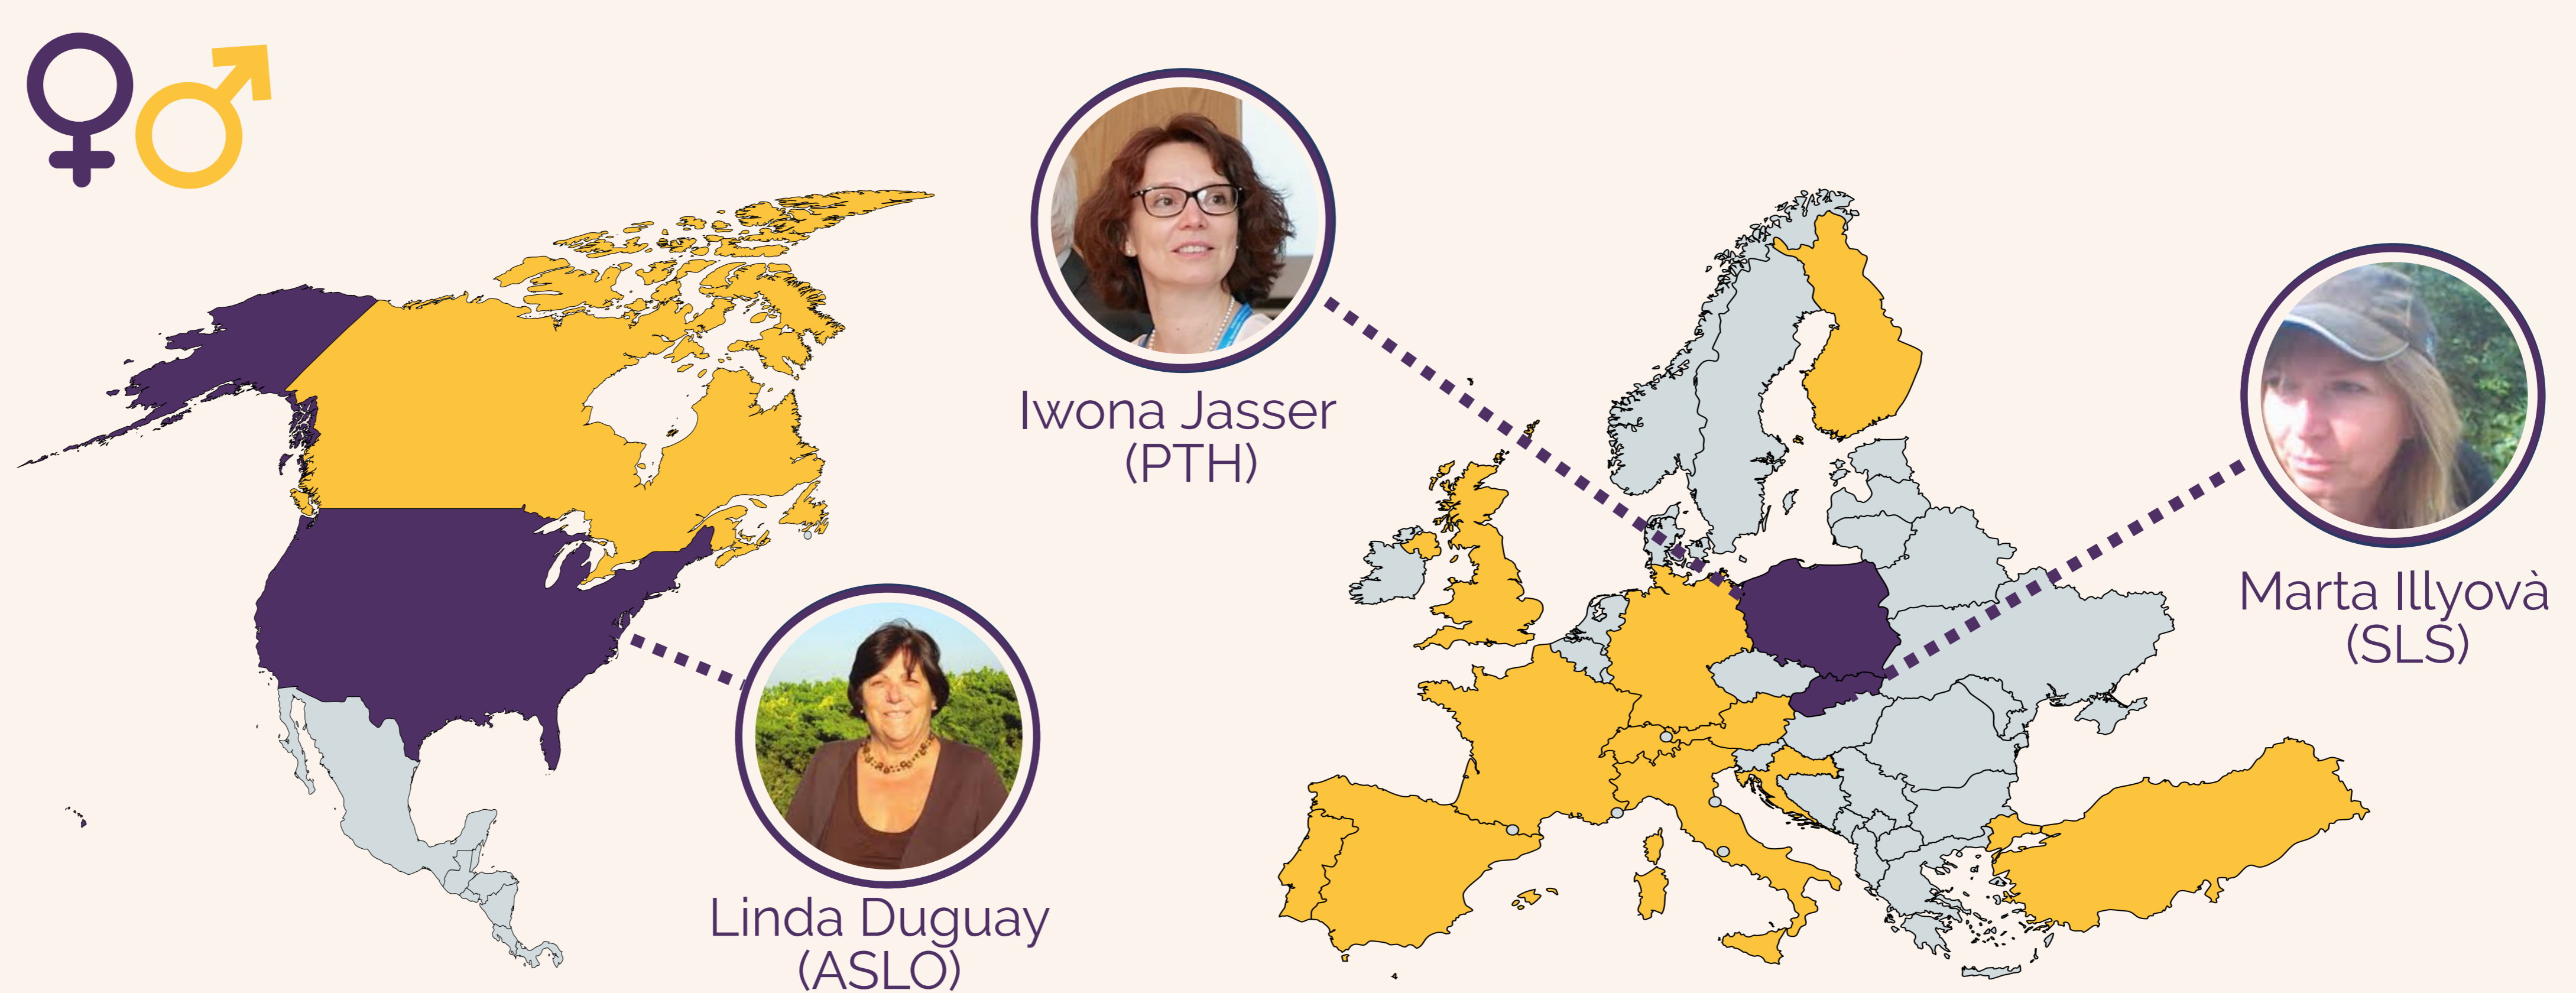 Iwona Jasser
(PTH)
Marta Illyovà
(SLS)
Linda Duguay
(ASLO)